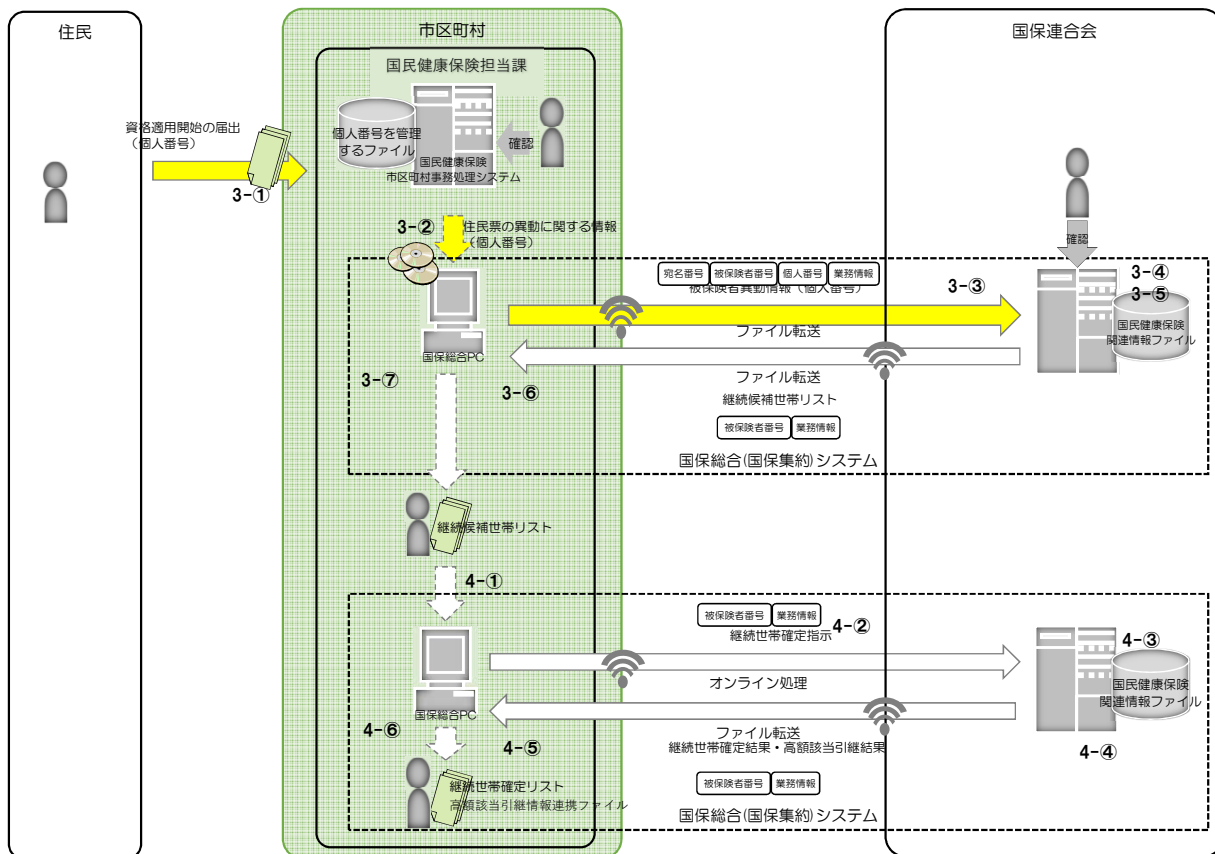 住民
市区町村
国保連合会
国民健康保険担当課
個人番号を管理
するファイル
国民健康保険
市区町村事務処理システム
確認
資格適用開始の届出
（個人番号）
3-①
3-②
住民票の異動に関する情報
（個人番号）
確認
宛名番号
被保険者番号
個人番号
業務情報
被保険者異動情報（個人番号）
3-③
3-④
3-⑤
国民健康保険
関連情報ファイル
ファイル転送
国保総合PC
3-⑦
3-⑥
ファイル転送
継続候補世帯リスト
被保険者番号
業務情報
国保総合(国保集約)システム
継続候補世帯リスト
4-①
被保険者番号
業務情報
継続世帯確定指示
4-②
4-③
国民健康保険
関連情報ファイル
オンライン処理
国保総合PC
4-⑥
4-⑤
ファイル転送
継続世帯確定結果・高額該当引継結果
4-④
被保険者番号
業務情報
継続世帯確定リスト
高額該当引継情報連携ファイル
国保総合(国保集約)システム